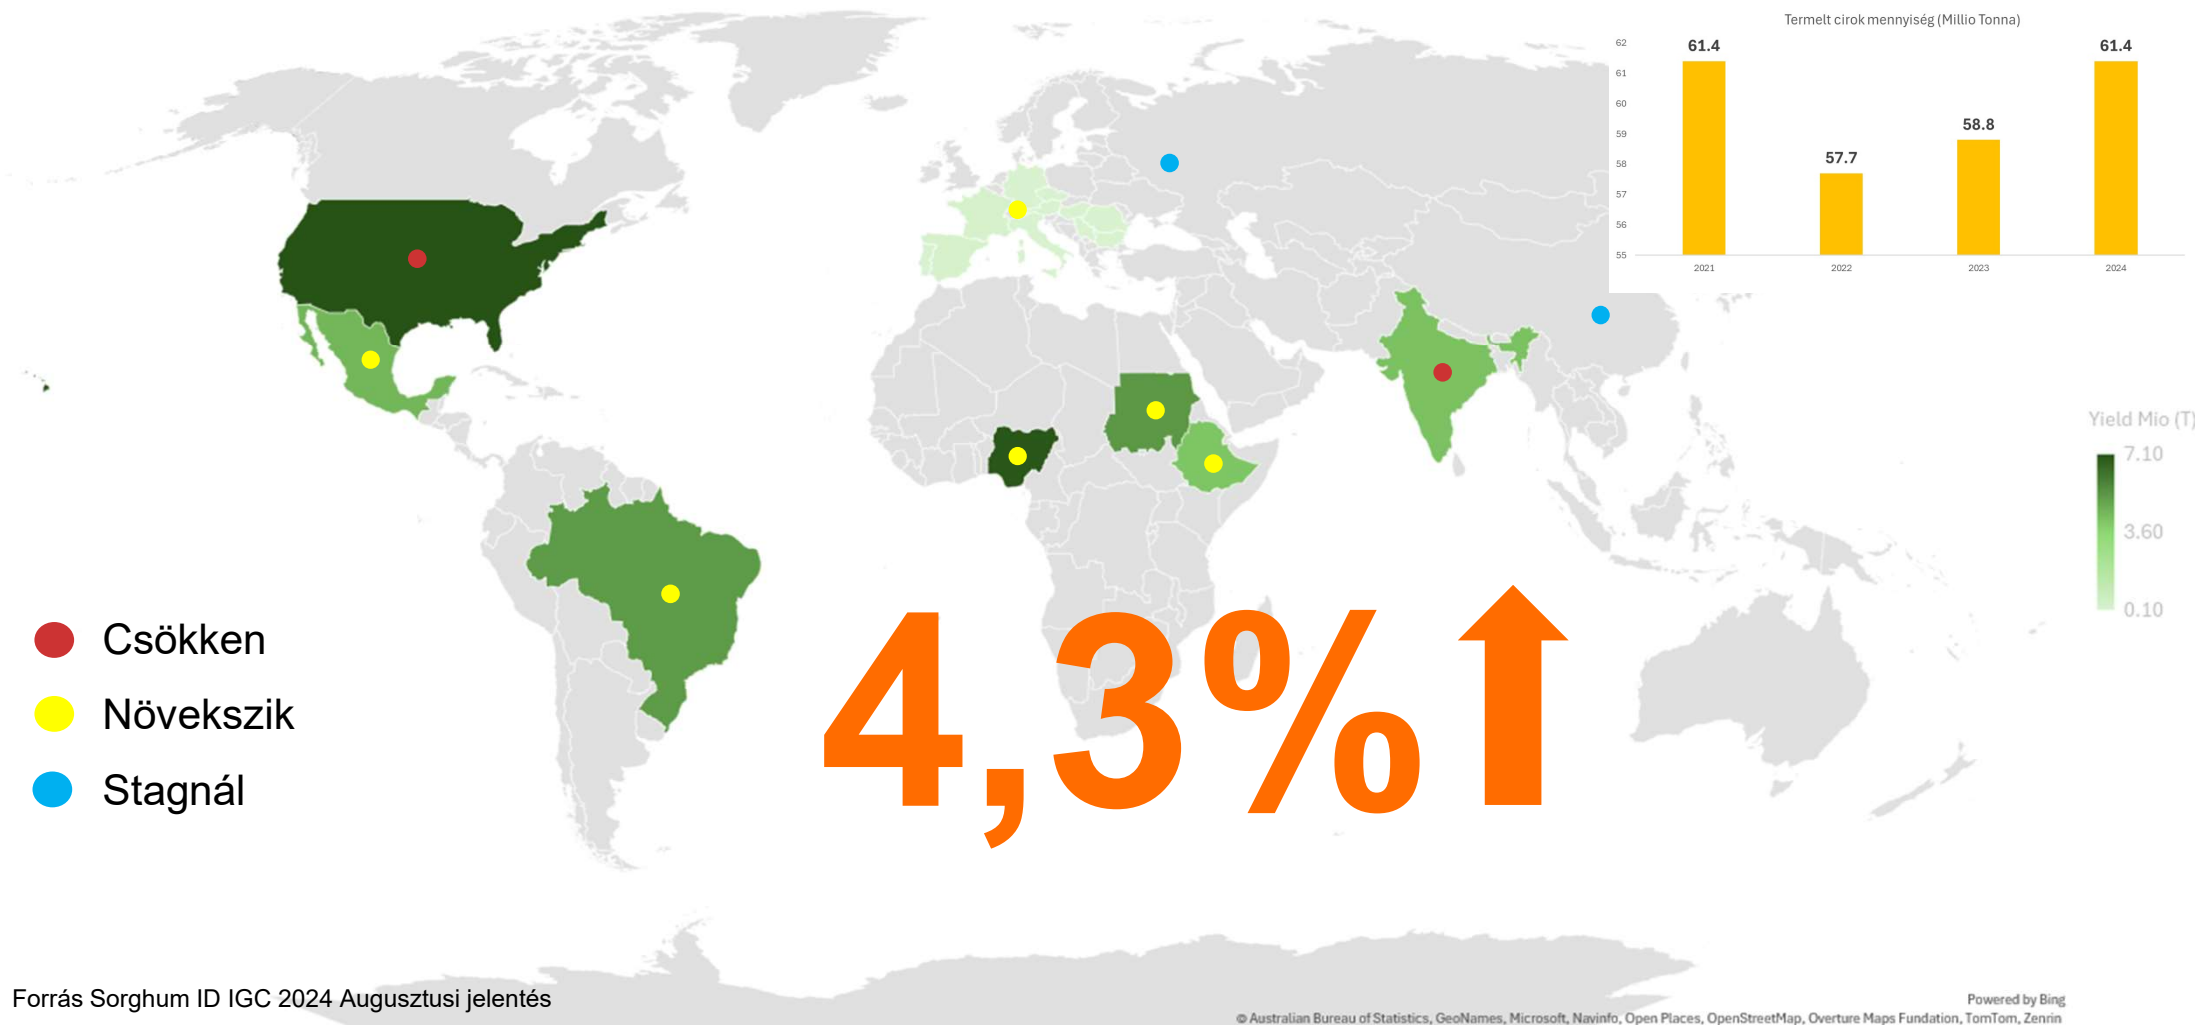 Termelt cirok mennyiség (Millio Tonna)
62
61
60
59
58
57
56
55
61.4
57.7
58.8
61.4
2021
2022
2023
2024
Yield Mio (T)
7.10
3.60
0.10
Csökken
Növekszik
Stagnál
4,3%
Forrás Sorghum ID IGC 2024 Augusztusi jelentés
Powered by Bing
© Australian Bureau of Statistics, GeoNames, Microsoft, Navinfo, Open Places, OpenStreetMap, Overture Maps Fundation, TomTom, Zenrin